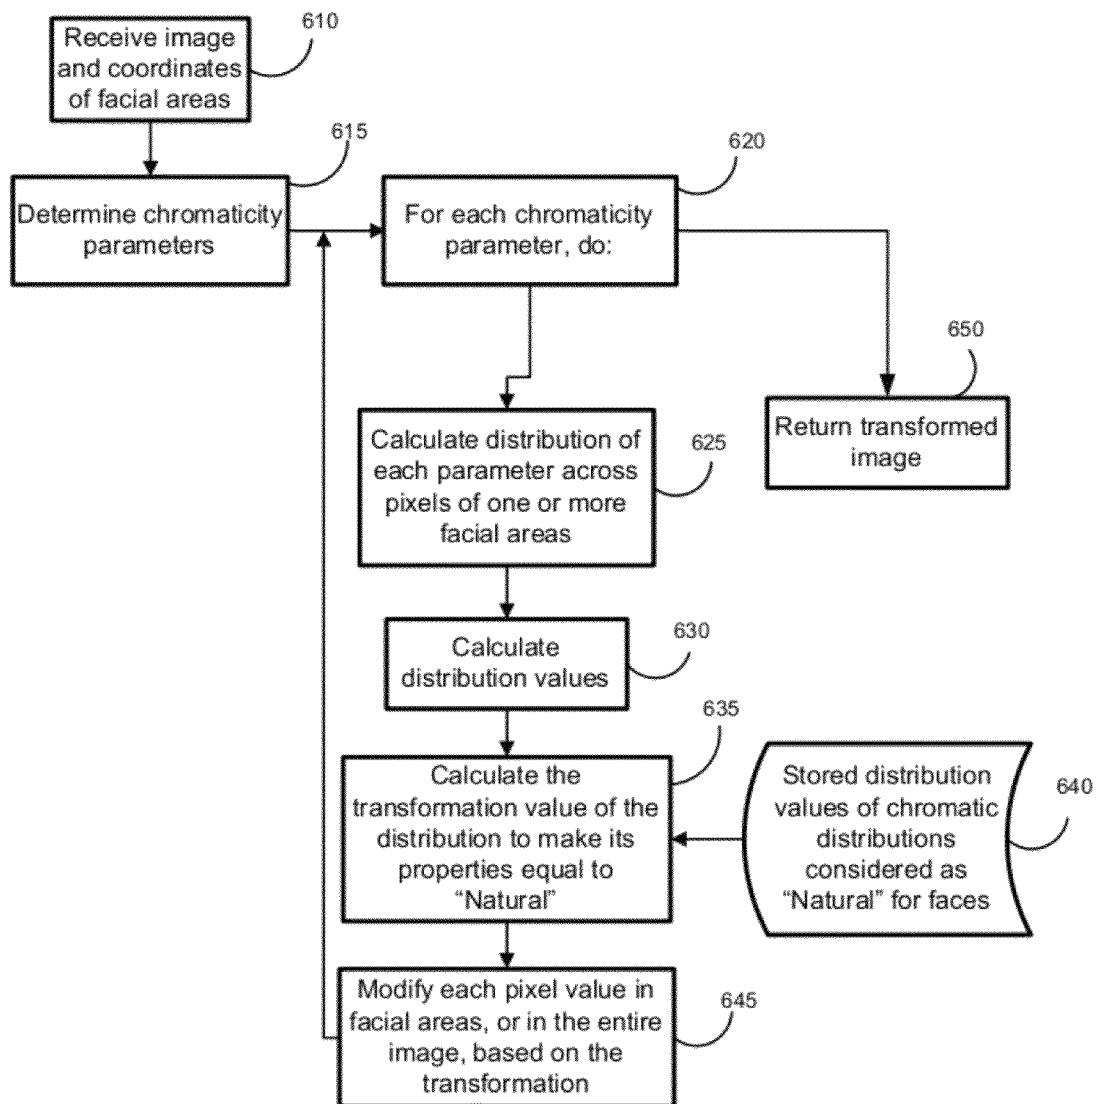 610
Receive image
and coordinates
of facial areas
615
Determine chromaticity
parameters
620
For each chromaticity
parameter, do:
650
Return transformed
image
625
Calculate distribution of
each parameter across
pixels of one or more
facial areas
630
Calculate
distribution values
635
Calculate the
transformation value of the
distribution to make its
properties equal to
“Natural”
640
Stored distribution
values of chromatic
distributions
considered as
“Natural” for faces
645
Modify each pixel value in
facial areas, or in the entire
image, based on the
transformation